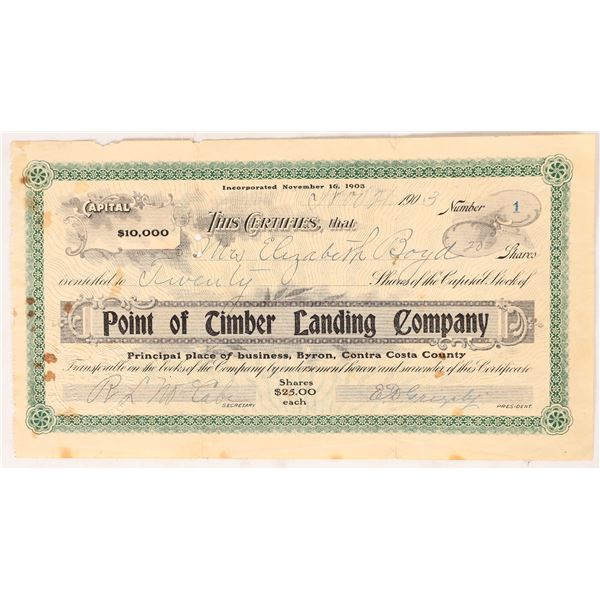 Incorporated November 16, 1903
Nov 21 1903 Number 1
CAPITAL
$10,000
THIS CERTIFIES, that
Mrs Elizabeth Boyd 20 Shares
is entitled to Twenty Shares of the Capital Stock of
Point of Timber Landing Company
Principal place of business, Byron, Contra Costa County
Transferable on the books of the Company by endorsement hereon and surrender of this Certificate
Shares
R L McCabe $25.00
SECRETARY each PRESIDENT